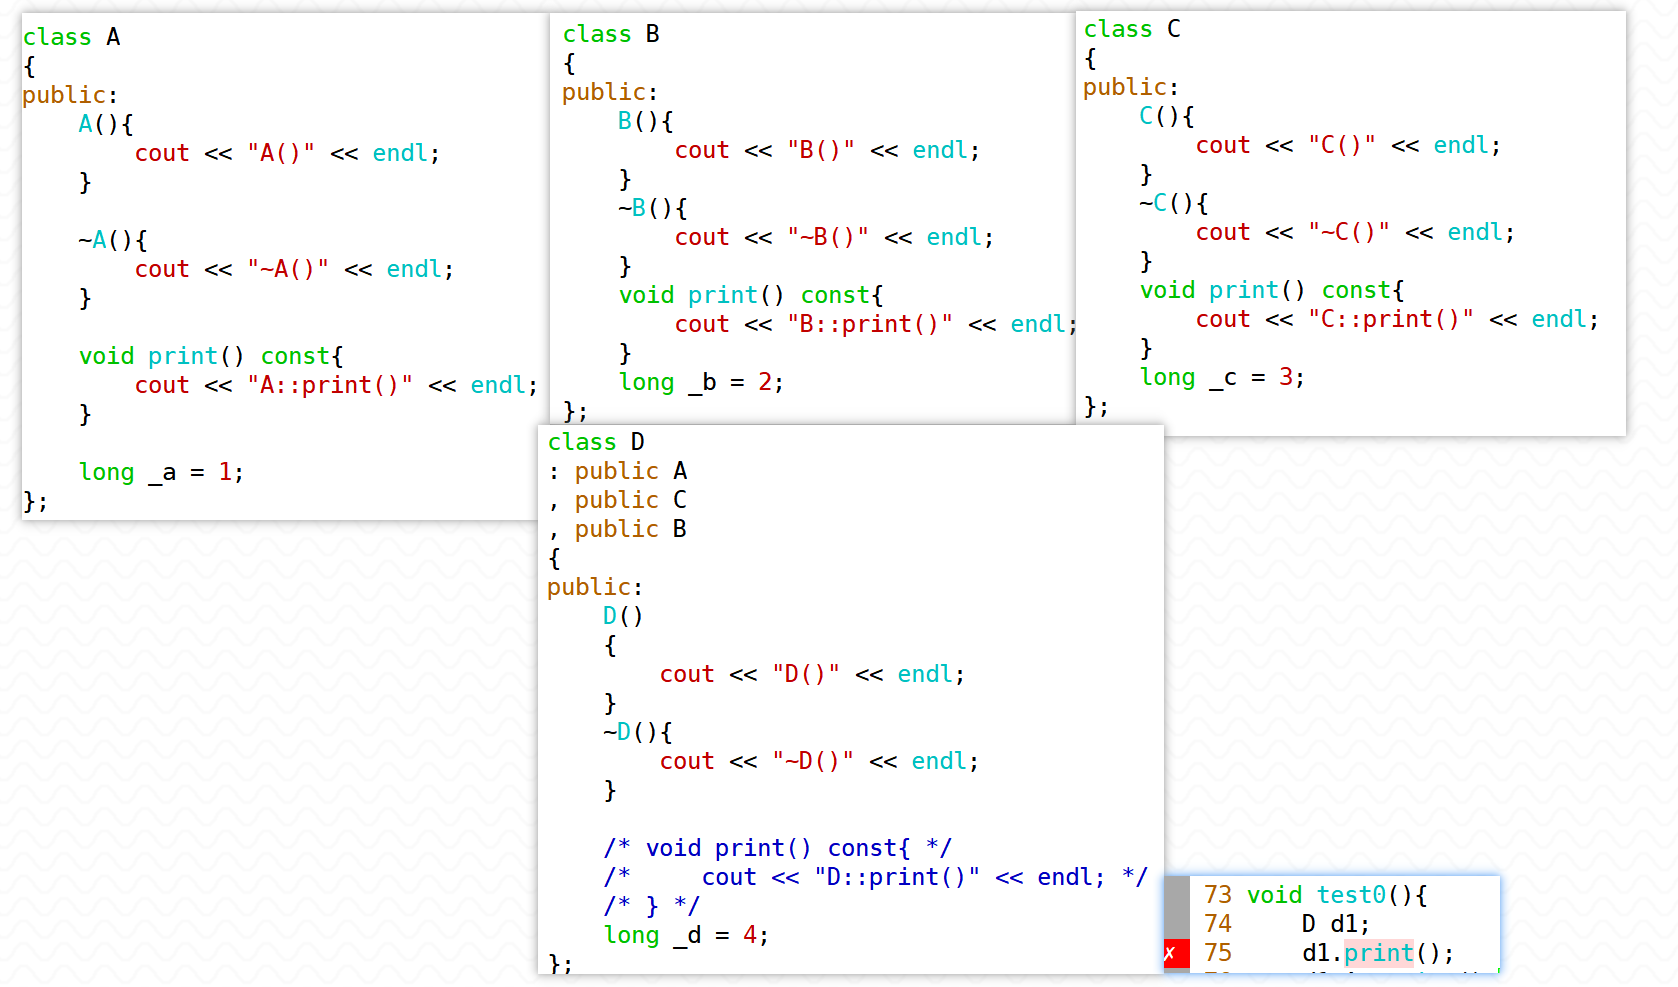 class A
{
public:
    A(){
        cout << "A()" << endl;
    }

    ~A(){
        cout << "~A()" << endl;
    }

    void print() const{
        cout << "A::print()" << endl;
    }

    long _a = 1;
};
class B
{
public:
    B(){
        cout << "B()" << endl;
    }
    ~B(){
        cout << "~B()" << endl;
    }
    void print() const{
        cout << "B::print()" << endl;
    }
    long _b = 2;
};
class C
{
public:
    C(){
        cout << "C()" << endl;
    }
    ~C(){
        cout << "~C()" << endl;
    }
    void print() const{
        cout << "C::print()" << endl;
    }
    long _c = 3;
};
class D
: public A
, public C
, public B
{
public:
    D()
    {
        cout << "D()" << endl;
    }
    ~D(){
        cout << "~D()" << endl;
    }

    /* void print() const{ */
    /*     cout << "D::print()" << endl; */
    /* } */
    long _d = 4;
};
73 void test0(){
74     D d1;
✗ 75     d1.print();